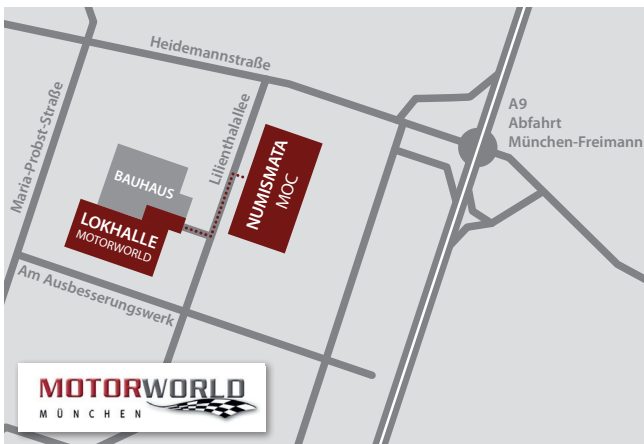 Heidemannstraße
A9
Abfahrt
München-Freimann
Maria-Probst-Straße
Lilienthalallee
BAUHAUS
NUMISMATA
MOC
LOKHALLE
MOTORWORLD
Am Ausbesserungswerk
MOTORWORLD
MÜNCHEN